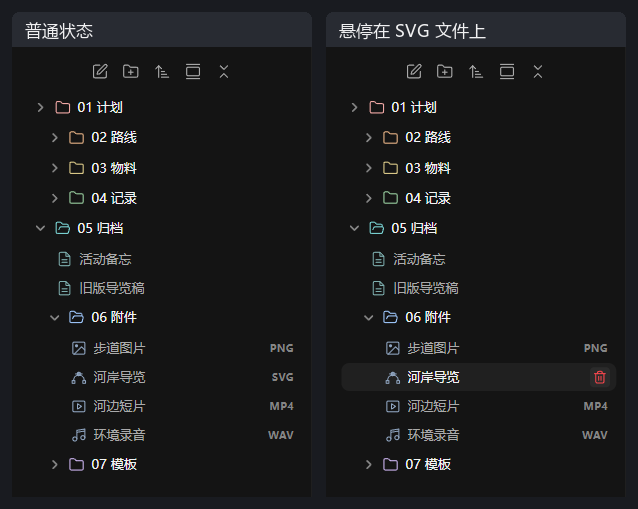 普通状态
01 计划
02 路线
03 物料
04 记录
05 归档
活动备忘
旧版导览稿
06 附件
步道图片 PNG
河岸导览 SVG
河边短片 MP4
环境录音 WAV
07 模板
悬停在 SVG 文件上
01 计划
02 路线
03 物料
04 记录
05 归档
活动备忘
旧版导览稿
06 附件
步道图片 PNG
河岸导览
河边短片 MP4
环境录音 WAV
07 模板